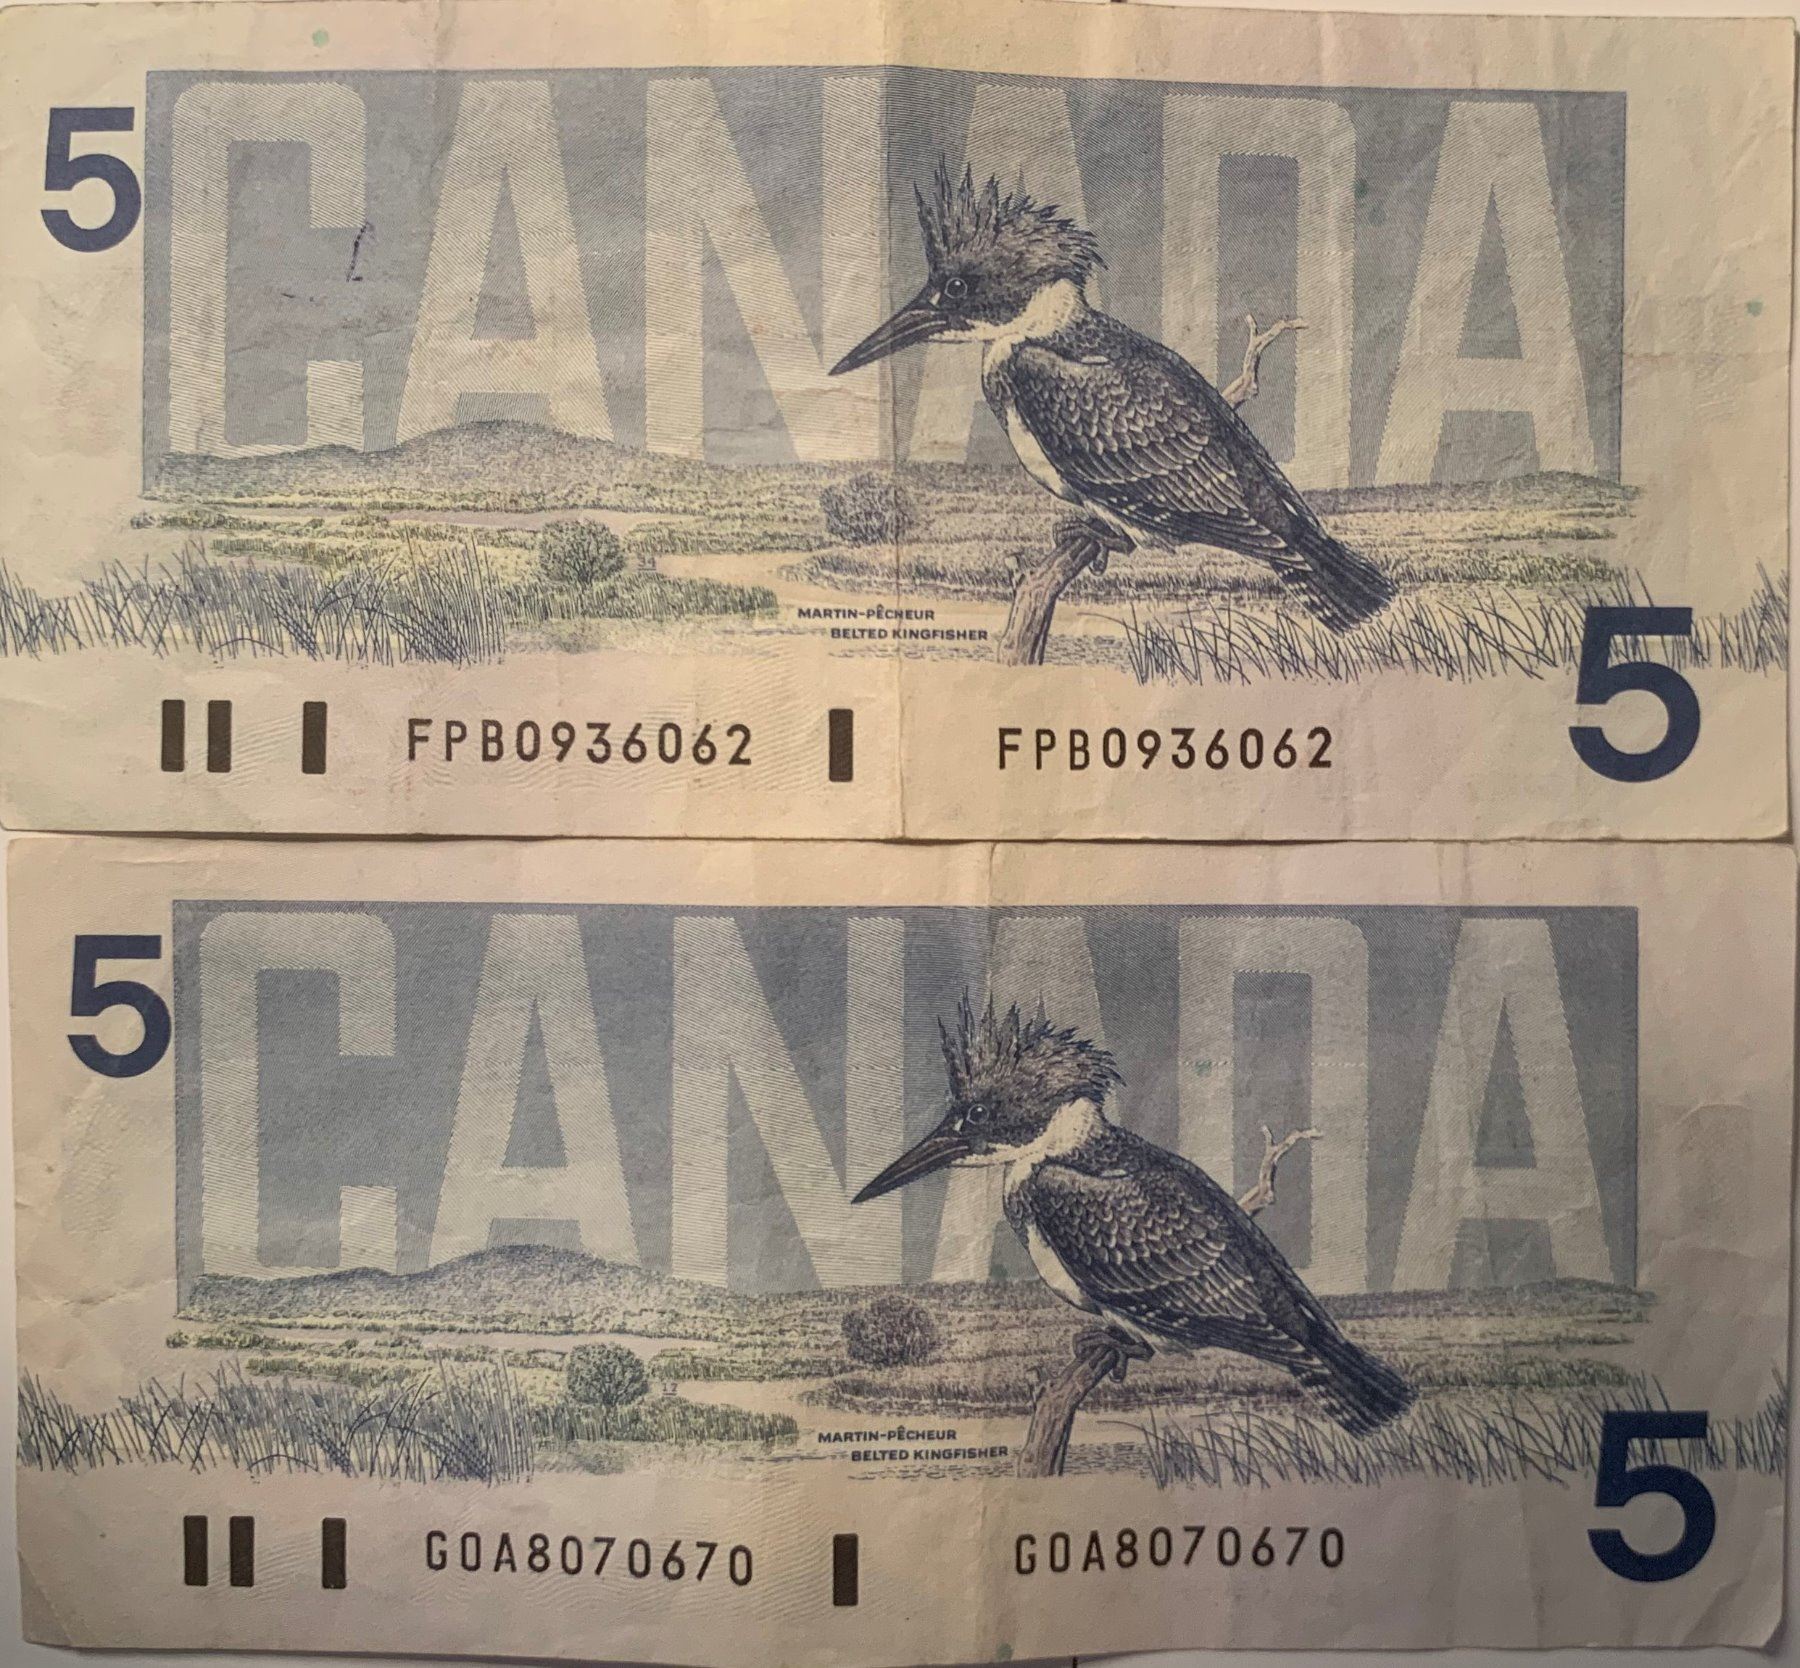 5
CANADA
MARTIN-PÊCHEUR
BELTED KINGFISHER
5
FPB0936062 FPB0936062
5
CANADA
MARTIN-PÊCHEUR
BELTED KINGFISHER
5
GOA8070670 GOA8070670